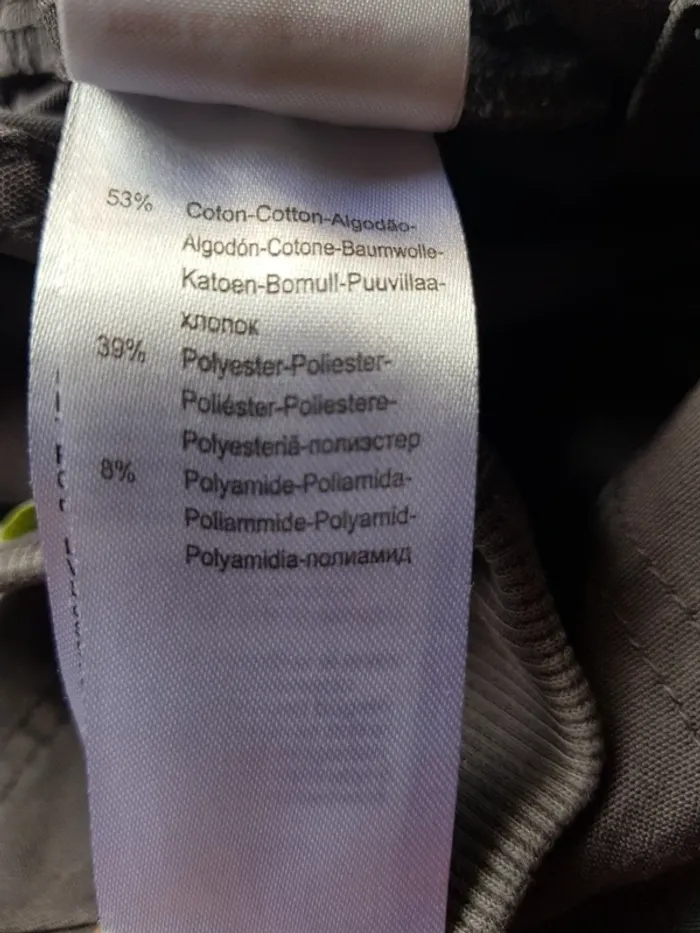 53% Coton-Cotton-Algodão-
Algodón-Cotone-Baumwolle-
Katoen-Bomull-Puuvillaa-
хлопок
39% Polyester-Poliester-
Poliéster-Poliestere-
Polyesteriä-полиэстер
8% Polyamide-Poliamida-
Poliammide-Polyamid-
Polyamidia-полиамид